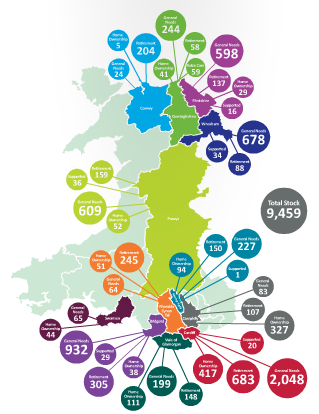 General
Needs
244
Home
Ownership
5
Retirement
204
Retirement
58
General Needs
598
General
Needs
24
Home
Ownership
41
Extra Care
59
Retirement
137
Home
Ownership
29
Supported
16
Conwy
Denbighshire
Flintshire
Wrexham
General Needs
678
Supported
34
Retirement
88
Supported
36
Retirement
159
General Needs
609
Home
Ownership
52
Powys
Total Stock
9,459
Home
Ownership
51
Retirement
245
Home
Ownership
94
Retirement
150
General Needs
227
Supported
1
General
Needs
64
General
Needs
83
Retirement
107
Home
Ownership
327
General
Needs
65
Swansea
Home
Ownership
44
Bridgend
Cardiff
Vale of
Glamorgan
Supported
20
General Needs
932
Supported
29
Home
Ownership
38
General
Needs
199
Home
Ownership
417
Retirement
683
General Needs
2,048
Retirement
305
Home
Ownership
111
Retirement
148